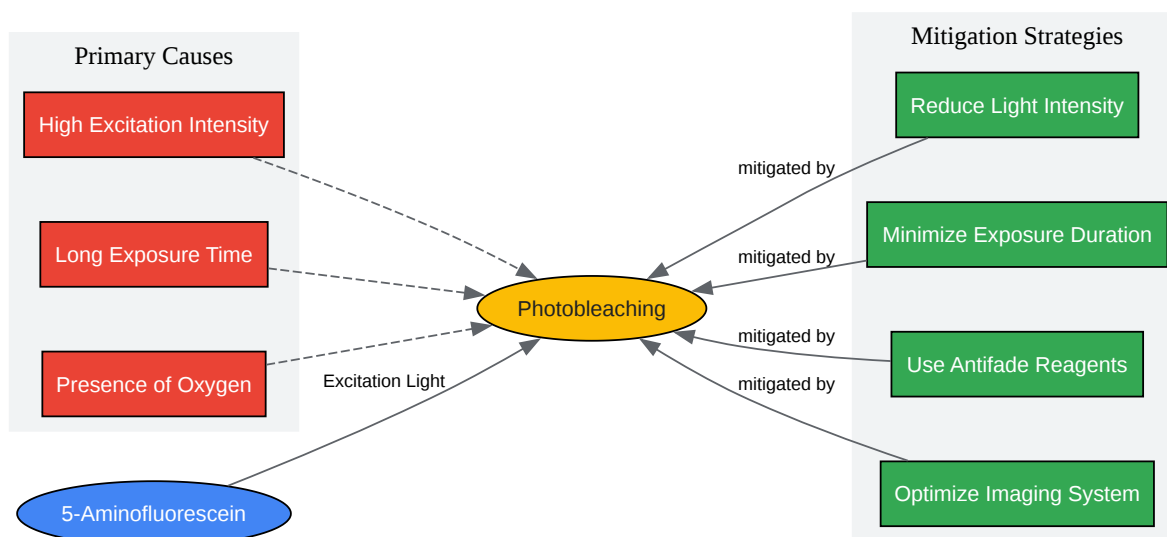 Primary Causes
High Excitation Intensity
Long Exposure Time
Presence of Oxygen
5-Aminofluorescein
Excitation Light
Photobleaching
mitigated by
mitigated by
mitigated by
mitigated by
Mitigation Strategies
Reduce Light Intensity
Minimize Exposure Duration
Use Antifade Reagents
Optimize Imaging System